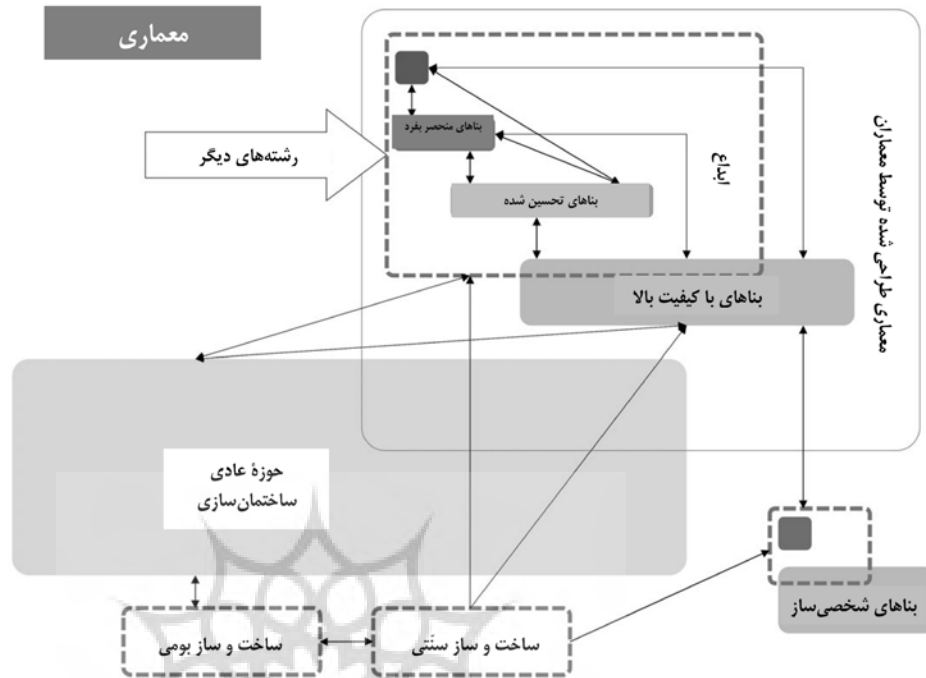 معماری
رشته‌های دیگر
بناهای منحصر بفرد
بناهای تحسین شده
ابداع
معماری طراحی شده توسط معماران
بناهای با کیفیت بالا
حوزهٔ عادی
ساختمان‌سازی
بناهای شخصی‌ساز
ساخت و ساز سنّتی
ساخت و ساز بومی